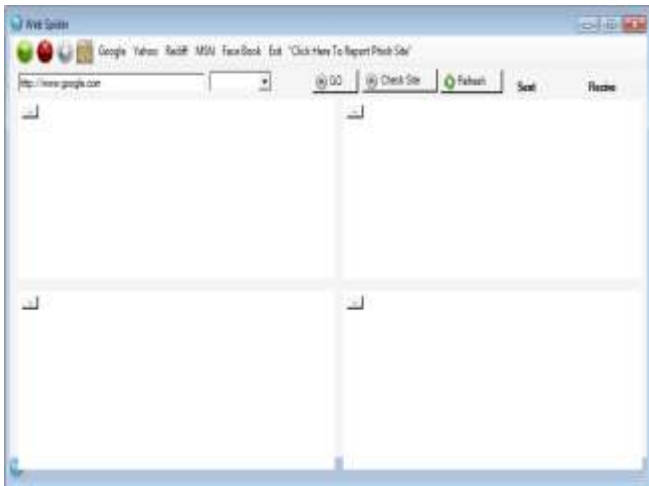 Web Spider
Google Yahoo Rediff MSN FaceBook Exit "Click Here To Report Phish Site"
http://www.google.com GO Check Site Refresh Sent Receive